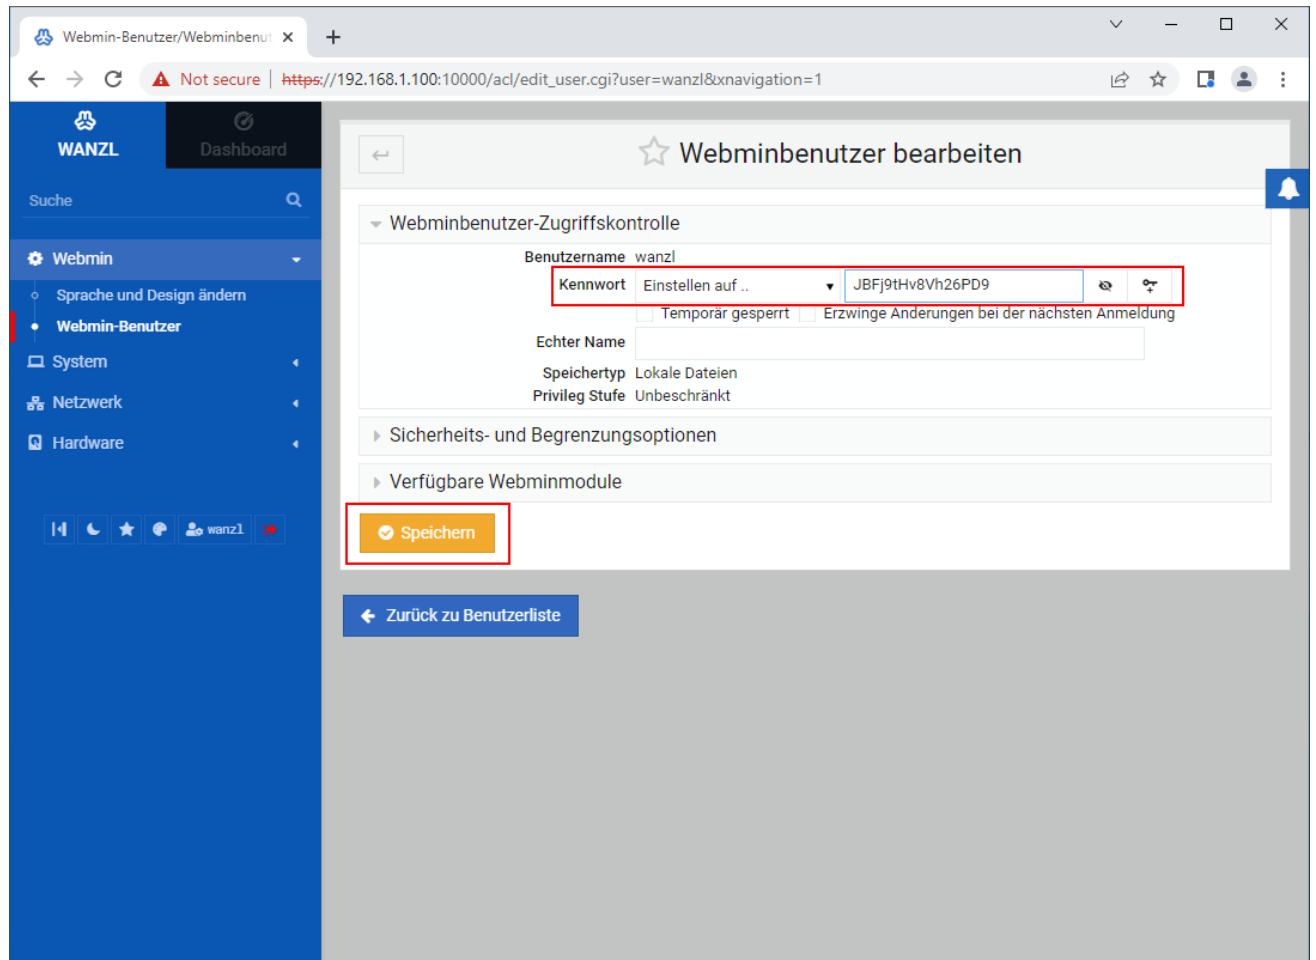 Webmin-Benutzer/Webminbenut
Not secure | https://192.168.1.100:10000/acl/edit_user.cgi?user=wanzl&xnavigation=1
WANZL
Dashboard
Suche
Webmin
Sprache und Design ändern
Webmin-Benutzer
System
Netzwerk
Hardware
wanzl
Webminbenutzer bearbeiten
Webminbenutzer-Zugriffskontrolle
Benutzername wanzl
Kennwort Einstellen auf .. JBFj9tHv8Vh26PD9
Temporär gesperrt Erzwinge Änderungen bei der nächsten Anmeldung
Echter Name
Speichertyp Lokale Dateien
Privileg Stufe Unbeschränkt
Sicherheits- und Begrenzungsoptionen
Verfügbare Webminmodule
Speichern
Zurück zu Benutzerliste